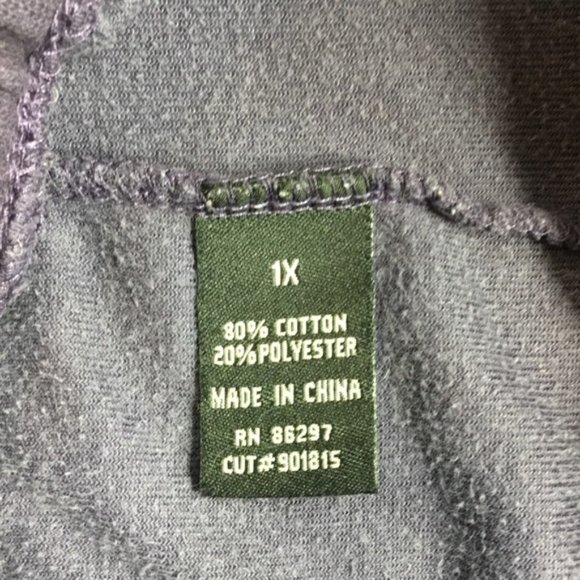 1X
80% COTTON
20% POLYESTER
MADE IN CHINA
RN 86297
CUT# 901815